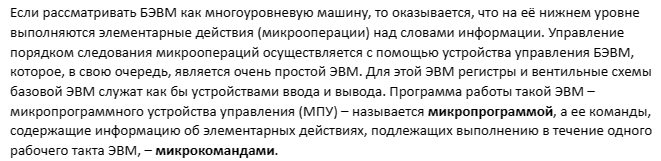 Если рассматривать БЭВМ как многоуровневую машину, то оказывается, что на её нижнем уровне
выполняются элементарные действия (микрооперации) над словами информации. Управление
порядком следования микроопераций осуществляется с помощью устройства управления БЭВМ,
которое, в свою очередь, является очень простой ЭВМ. Для этой ЭВМ регистры и вентильные схемы
базовой ЭВМ служат как бы устройствами ввода и вывода. Программа работы такой ЭВМ –
микропрограммного устройства управления (МПУ) – называется микропрограммой, а ее команды,
содержащие информацию об элементарных действиях, подлежащих выполнению в течение одного
рабочего такта ЭВМ, – микрокомандами.